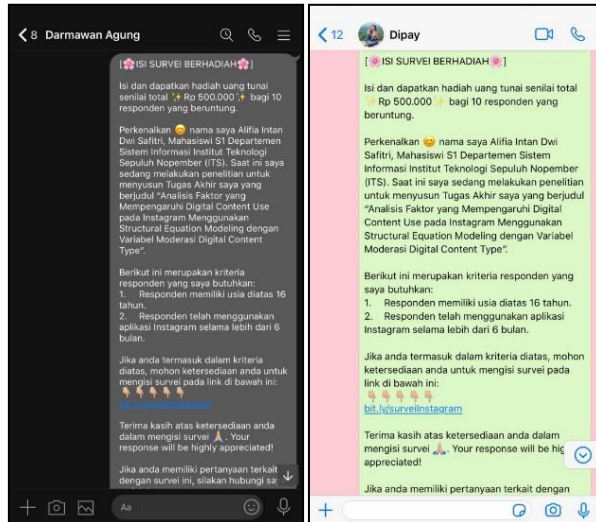 8 Darmawan Agung
[🌸ISI SURVEI BERHADIAH🌸]
Isi dan dapatkan hadiah uang tunai
senilai total ✨ Rp 500.000✨ bagi 10
responden yang
beruntung.
Perkenalkan 😊 nama saya Alifia Intan
Dwi Safitri, Mahasiswi S1 Departemen
Sistem Informasi Institut Teknologi
Sepuluh Nopember (ITS). Saat ini saya
sedang melakukan penelitian untuk
menyusun Tugas Akhir saya yang
berjudul "Analisis Faktor yang
Mempengaruhi Digital Content Use
pada Instagram Menggunakan
Structural Equation Modeling dengan
Variabel Moderasi Digital Content
Type".
Berikut ini merupakan kriteria
responden yang saya butuhkan:
1. Responden memiliki usia diatas 16
tahun.
2. Responden telah menggunakan
aplikasi Instagram selama lebih dari 6
bulan.
Jika anda termasuk dalam kriteria
diatas, mohon ketersediaan anda untuk
mengisi survei pada link di bawah ini:
👇👇👇👇👇
Terima kasih atas ketersediaan anda
dalam mengisi survei 🙏. Your
response will be highly appreciated!
Jika anda memiliki pertanyaan terkait
dengan survei ini, silakan hubungi
Aa
12 Dipay
[🌸ISI SURVEI BERHADIAH🌸]
Isi dan dapatkan hadiah uang tunai senilai total
✨ Rp 500.000✨ bagi 10 responden yang
beruntung.
Perkenalkan 😊 nama saya Alifia Intan Dwi
Safitri, Mahasiswi S1 Departemen Sistem
Informasi Institut Teknologi Sepuluh Nopember
(ITS). Saat ini saya sedang melakukan penelitian
untuk menyusun Tugas Akhir saya yang berjudul
"Analisis Faktor yang Mempengaruhi Digital
Content Use pada Instagram Menggunakan
Structural Equation Modeling dengan Variabel
Moderasi Digital Content Type".
Berikut ini merupakan kriteria responden yang
saya butuhkan:
1. Responden memiliki usia diatas 16
tahun.
2. Responden telah menggunakan aplikasi
Instagram selama lebih dari 6 bulan.
Jika anda termasuk dalam kriteria diatas, mohon
ketersediaan anda untuk mengisi survei pada
link di bawah ini:
👇👇👇👇👇
bit.ly/surveiInstagram
Terima kasih atas ketersediaan anda dalam
mengisi survei 🙏. Your response will be
appreciated!
Jika anda memiliki pertanyaan terkait dengan